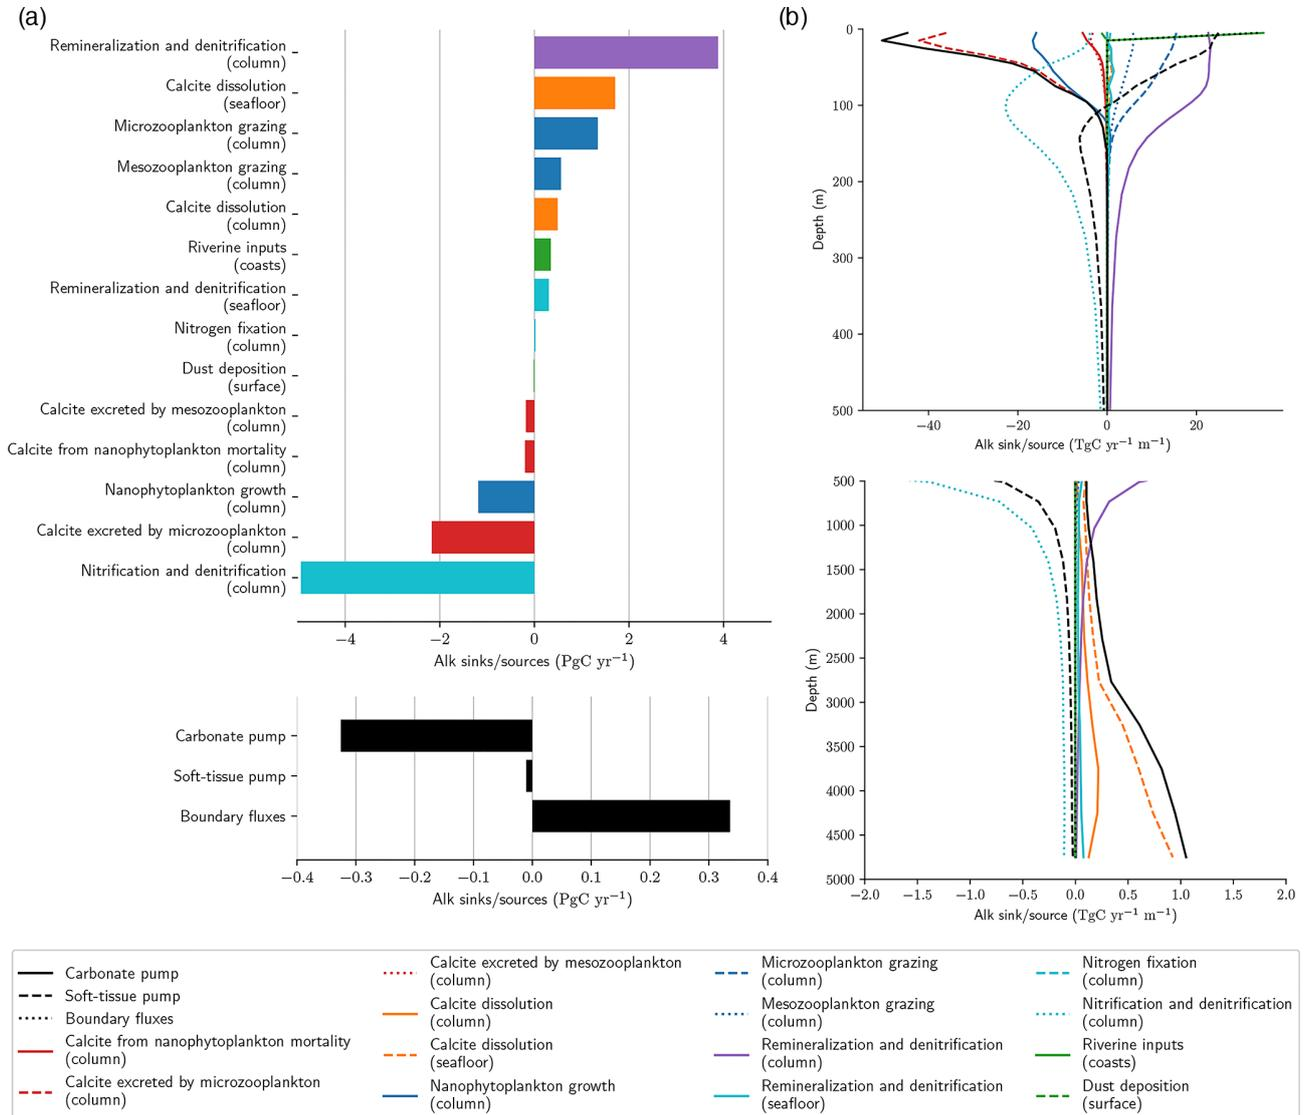 (a)
Remineralization and denitrification
(column)
Calcite dissolution
(seafloor)
Microzooplankton grazing
(column)
Mesozooplankton grazing
(column)
Calcite dissolution
(column)
Riverine inputs
(coasts)
Remineralization and denitrification
(seafloor)
Nitrogen fixation
(column)
Dust deposition
(surface)
Calcite excreted by mesozooplankton
(column)
Calcite from nanophytoplankton mortality
(column)
Nanophytoplankton growth
(column)
Calcite excreted by microzooplankton
(column)
Nitrification and denitrification
(column)
−4 −2 0 2 4
Alk sinks/sources (PgC yr⁻¹)
Carbonate pump
Soft-tissue pump
Boundary fluxes
−0.4 −0.3 −0.2 −0.1 0.0 0.1 0.2 0.3 0.4
Alk sinks/sources (PgC yr⁻¹)
(b)
0
100
200
300
400
500
Depth (m)
−40 −20 0 20
Alk sink/source (TgC yr⁻¹ m⁻¹)
500
1000
1500
2000
2500
3000
3500
4000
4500
5000
Depth (m)
−2.0 −1.5 −1.0 −0.5 0.0 0.5 1.0 1.5 2.0
Alk sink/source (TgC yr⁻¹ m⁻¹)
Carbonate pump
Soft-tissue pump
Boundary fluxes
Calcite from nanophytoplankton mortality
(column)
Calcite excreted by microzooplankton
(column)
Calcite excreted by mesozooplankton
(column)
Calcite dissolution
(column)
Calcite dissolution
(seafloor)
Nanophytoplankton growth
(column)
Microzooplankton grazing
(column)
Mesozooplankton grazing
(column)
Remineralization and denitrification
(column)
Remineralization and denitrification
(seafloor)
Nitrogen fixation
(column)
Nitrification and denitrification
(column)
Riverine inputs
(coasts)
Dust deposition
(surface)